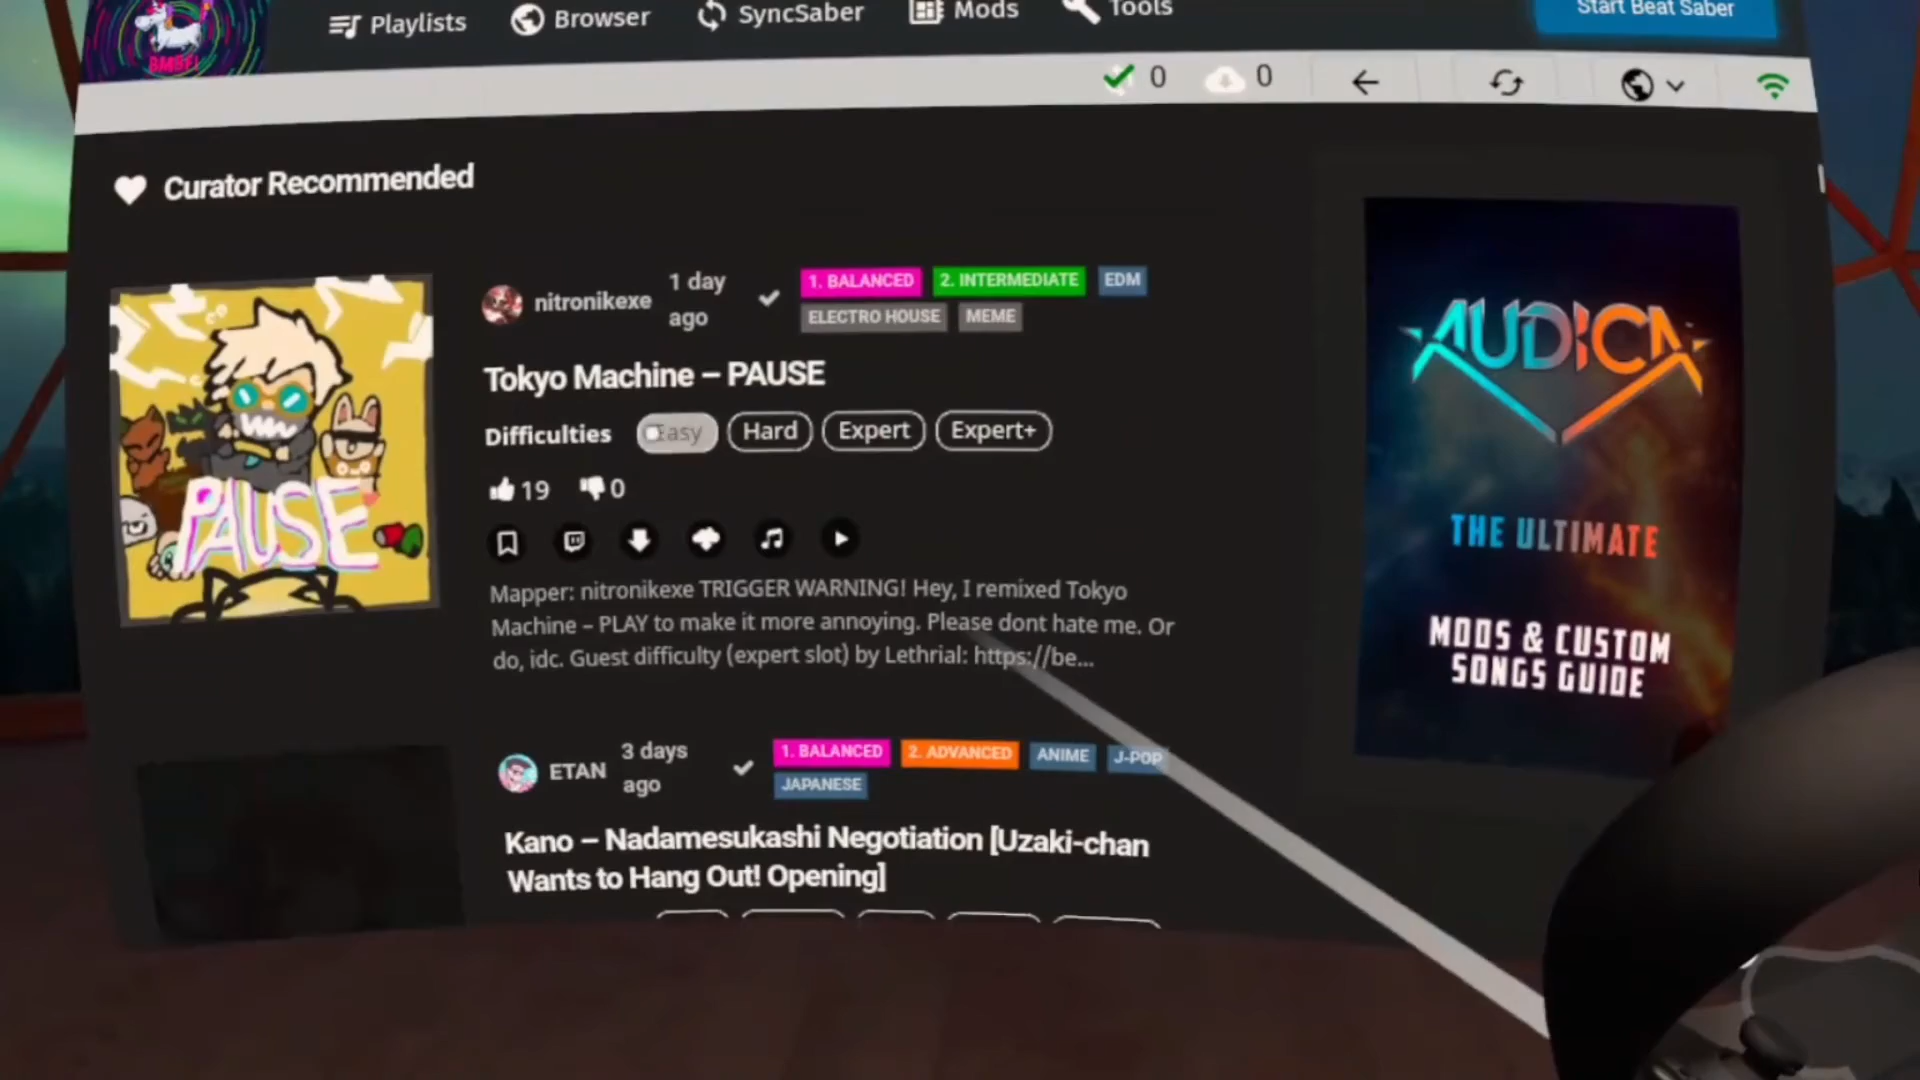 Playlists
Browser
SyncSaber
Mods
Tools
Start Beat Saber
BMBF!
0
0
Curator Recommended
nitronikexe
1 day
ago
1. BALANCED
2. INTERMEDIATE
EDM
ELECTRO HOUSE
MEME
Tokyo Machine – PAUSE
Difficulties
Easy
Hard
Expert
Expert+
19
0
Mapper: nitronikexe TRIGGER WARNING! Hey, I remixed Tokyo
Machine – PLAY to make it more annoying. Please dont hate me. Or
do, idc. Guest difficulty (expert slot) by Lethrial: https://be...
PAUSE
AUDICA
THE ULTIMATE
MODS & CUSTOM
SONGS GUIDE
ETAN
3 days
ago
1. BALANCED
2. ADVANCED
ANIME
J-POP
JAPANESE
Kano – Nadamesukashi Negotiation [Uzaki-chan
Wants to Hang Out! Opening]